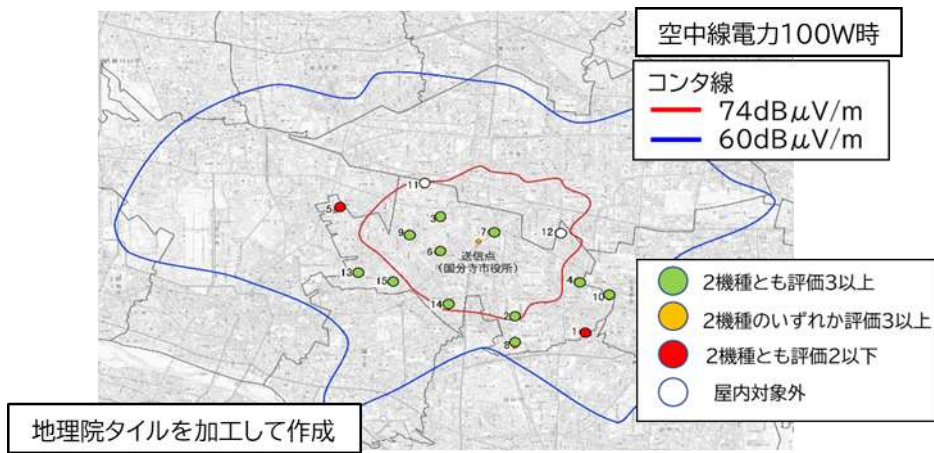 空中線電力100W時
コンタ線
74dBμV/m
60dBμV/m
11
5
3
9
7
12
6
送信点
(国分寺市役所)
13
15
4
10
14
2
1
8
2機種とも評価3以上
2機種のいずれか評価3以上
2機種とも評価2以下
屋内対象外
地理院タイルを加工して作成